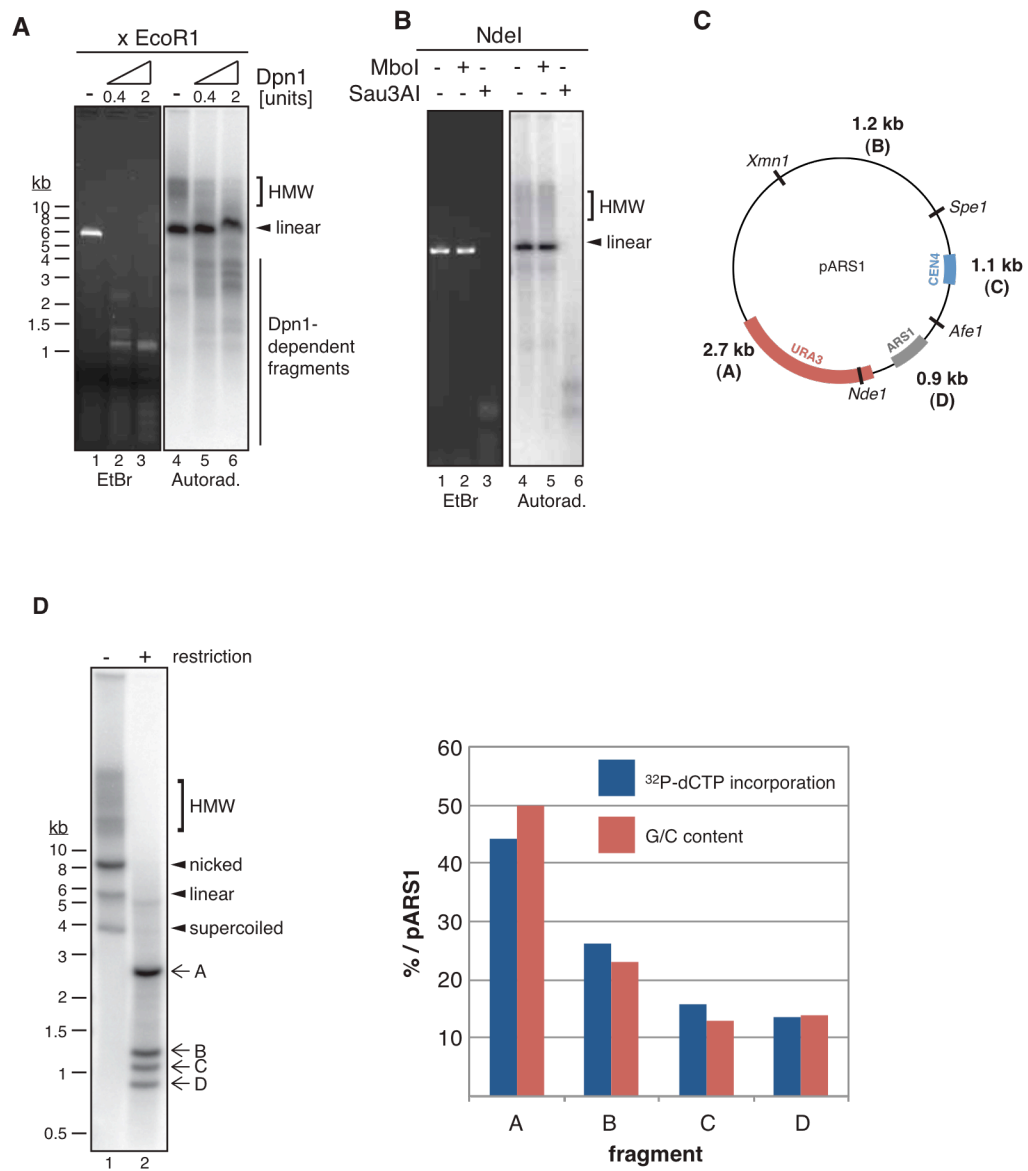 A
x EcoR1
Dpn1
[units]
- 0.4 2 - 0.4 2
kb
10
8
6
5
4
3
2
1.5
1
HMW
linear
Dpn1-
dependent
fragments
1 2 3 4 5 6
EtBr Autorad.
B
NdeI
MboI - + - - + -
Sau3AI - - + - - +
HMW
linear
1 2 3 4 5 6
EtBr Autorad.
C
1.2 kb
(B)
Xmn1
Spe1
pARS1
CEN4
1.1 kb
(C)
Afe1
ARS1
URA3
2.7 kb
(A)
Nde1
0.9 kb
(D)
D
- + restriction
kb
10
8
6
5
4
3
2
1.5
1
0.5
HMW
nicked
linear
supercoiled
A
B
C
D
1 2
% / pARS1
60
50
40
30
20
10
32P-dCTP incorporation
G/C content
A B C D
fragment